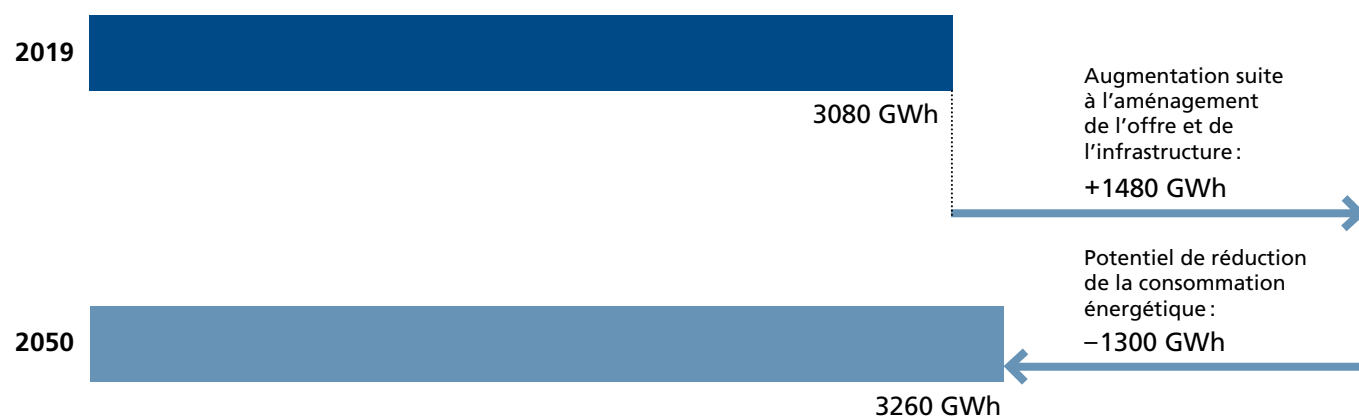 2019
3080 GWh
Augmentation suite
à l’aménagement
de l’offre et de
l’infrastructure :
+1480 GWh
Potentiel de réduction
de la consommation
énergétique :
−1300 GWh
2050
3260 GWh